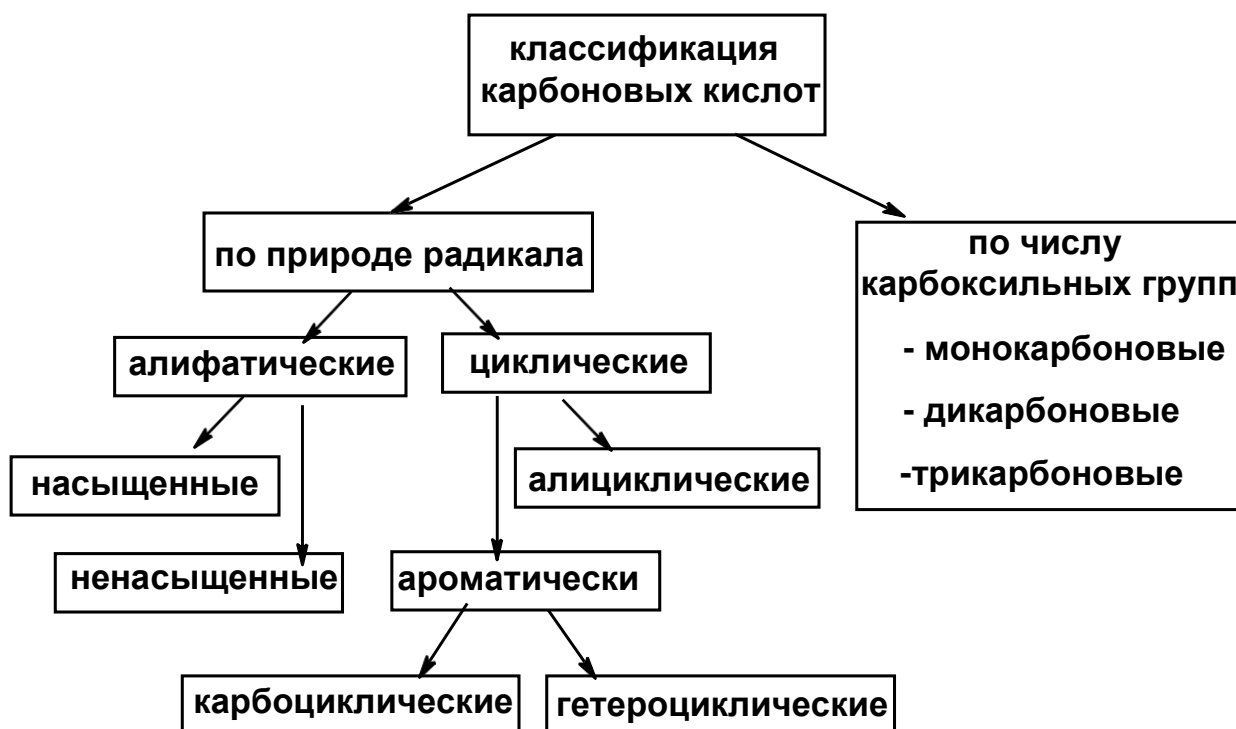 классификация
карбоновых кислот
по природе радикала
по числу
карбоксильных групп
- монокарбоновые
- дикарбоновые
-трикарбоновые
алифатические
циклические
насыщенные
алициклические
ненасыщенные
ароматически
карбоциклические
гетероциклические